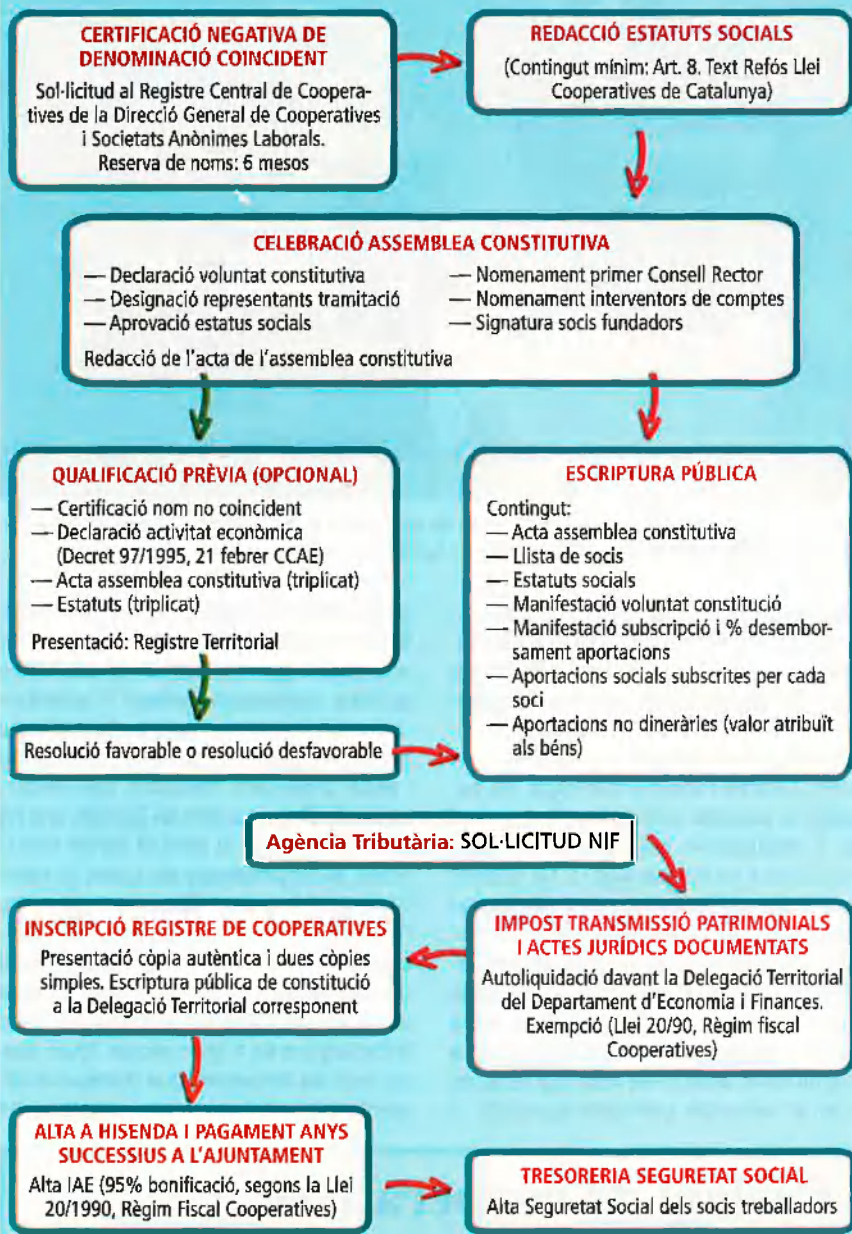 CERTIFICACIÓ NEGATIVA DE
DENOMINACIÓ COINCIDENT
Sol·licitud al Registre Central de Coopera-
tives de la Direcció General de Cooperatives
i Societats Anònimes Laborals.
Reserva de noms: 6 mesos
REDACCIÓ ESTATUTS SOCIALS
(Contingut mínim: Art. 8. Text Refós Llei
Cooperatives de Catalunya)
CELEBRACIÓ ASSEMBLEA CONSTITUTIVA
— Declaració voluntat constitutiva
— Designació representants tramitació
— Aprovació estatus socials
— Nomenament primer Consell Rector
— Nomenament interventors de comptes
— Signatura socis fundadors
Redacció de l'acta de l'assemblea constitutiva
QUALIFICACIÓ PRÈVIA (OPCIONAL)
— Certificació nom no coincident
— Declaració activitat econòmica
(Decret 97/1995, 21 febrer CCAE)
— Acta assemblea constitutiva (triplicat)
— Estatuts (triplicat)
Presentació: Registre Territorial
Resolució favorable o resolució desfavorable
ESCRIPTURA PÚBLICA
Contingut:
— Acta assemblea constitutiva
— Llista de socis
— Estatuts socials
— Manifestació voluntat constitució
— Manifestació subscripció i % desembor-
sament aportacions
— Aportacions socials subscrites per cada
soci
— Aportacions no dineràries (valor atribuït
als béns)
Agència Tributària: SOL·LICITUD NIF
IMPOST TRANSMISSIÓ PATRIMONIALS
I ACTES JURÍDICS DOCUMENTATS
Autoliquidació davant la Delegació Territorial
del Departament d'Economia i Finances.
Exempció (Llei 20/90, Règim fiscal
Cooperatives)
INSCRIPCIÓ REGISTRE DE COOPERATIVES
Presentació còpia autèntica i dues còpies
simples. Escriptura pública de constitució
a la Delegació Territorial corresponent
ALTA A HISENDA I PAGAMENT ANYS
SUCCESSIUS A L'AJUNTAMENT
Alta IAE (95% bonificació, segons la Llei
20/1990, Règim Fiscal Cooperatives)
TRESORERIA SEGURETAT SOCIAL
Alta Seguretat Social dels socis treballadors